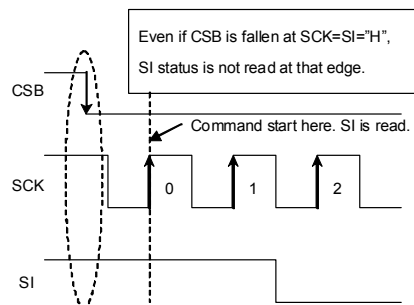 Even if CSB is fallen at SCK=SI="H",
SI status is not read at that edge.
CSB
Command start here. SI is read.
SCK
0 1 2
SI